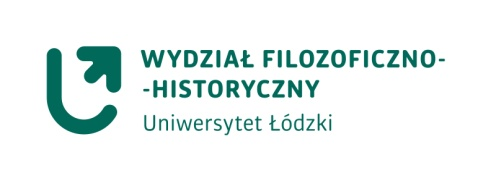 WYDZIAŁ FILOZOFICZNO-
-HISTORYCZNY
Uniwersytet Łódzki